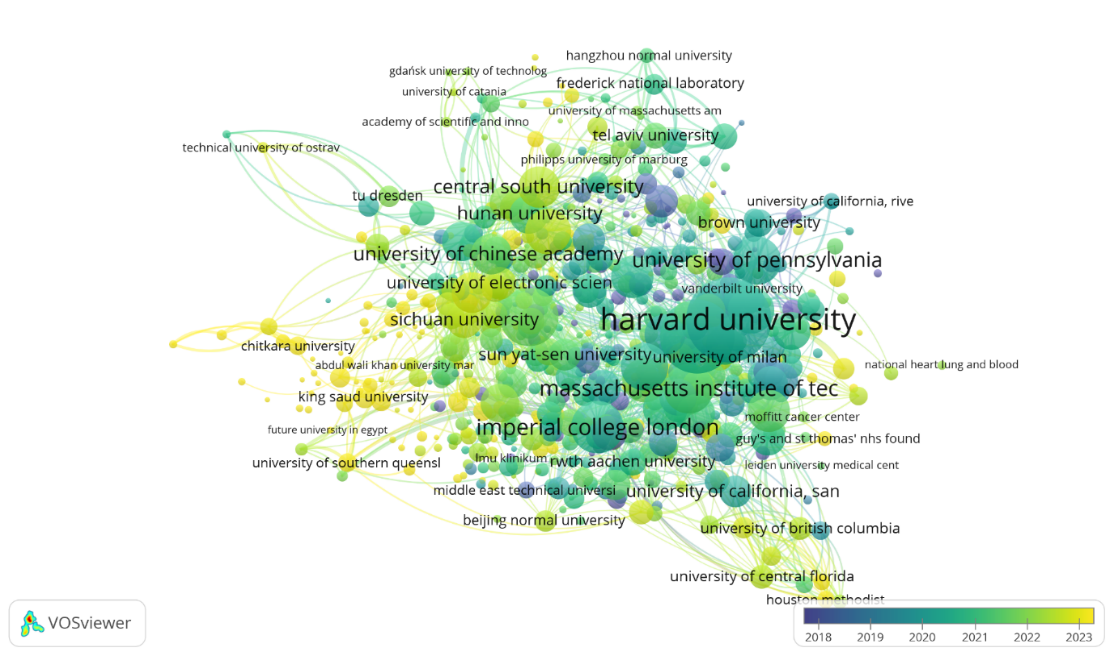 hangzhou normal university
gdańsk university of technolog
frederick national laboratory
university of catania
university of massachusetts am
academy of scientific and inno
tel aviv university
technical university of ostrav
philipps university of marburg
central south university
tu dresden
university of california, rive
hunan university
brown university
university of chinese academy
university of pennsylvania
university of electronic scien
vanderbilt university
sichuan university
harvard university
chitkara university
sun yat-sen university
university of milan
abdul wali khan university mar
national heart lung and blood
massachusetts institute of tec
king saud university
moffitt cancer center
future university in egypt
imperial college london
guy's and st thomas' nhs found
lmu klinikum
rwth aachen university
university of southern queensl
leiden university medical cent
middle east technical universi
university of california, san
beijing normal university
university of british columbia
university of central florida
houston methodist
VOSviewer
2018 2019 2020 2021 2022 2023